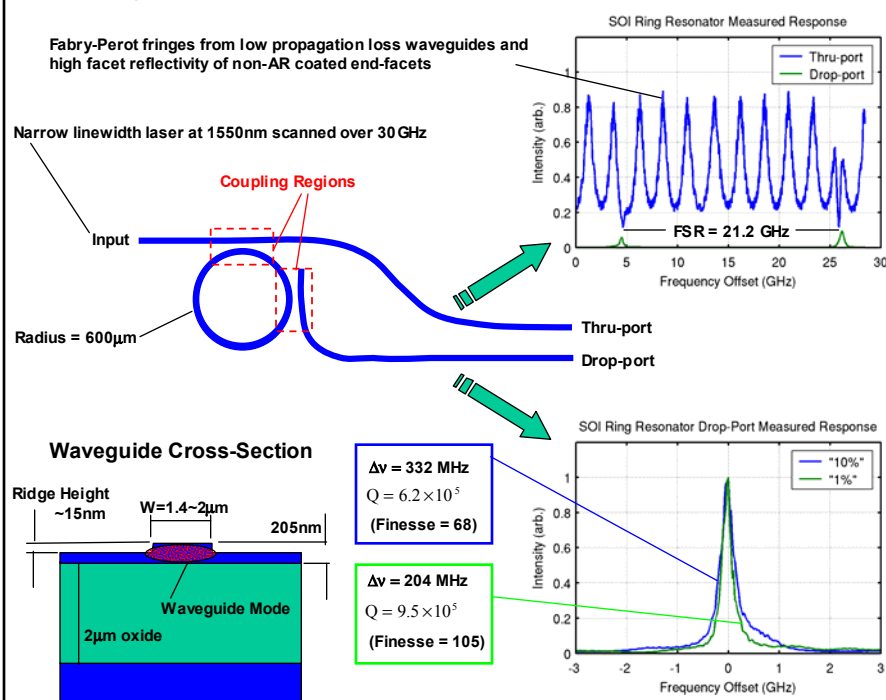 SOI Ring Resonator Measured Response
Fabry-Perot fringes from low propagation loss waveguides and
high facet reflectivity of non-AR coated end-facets
Narrow linewidth laser at 1550nm scanned over 30GHz
Coupling Regions
Input
Radius = 600μm
Thru-port
Drop-port
Thru-port
Drop-port
Intensity (arb.)
1
0.8
0.6
0.4
0.2
0
FSR = 21.2 GHz
0 5 10 15 20 25 30
Frequency Offset (GHz)
Waveguide Cross-Section
Ridge Height
~15nm
W=1.4~2μm
205nm
Waveguide Mode
2μm oxide
Δν = 332 MHz
Q = 6.2×10⁵
(Finesse = 68)
Δν = 204 MHz
Q = 9.5×10⁵
(Finesse = 105)
SOI Ring Resonator Drop-Port Measured Response
"10%"
"1%"
Intensity (arb.)
1
0.8
0.6
0.4
0.2
0
-3 -2 -1 0 1 2 3
Frequency Offset (GHz)